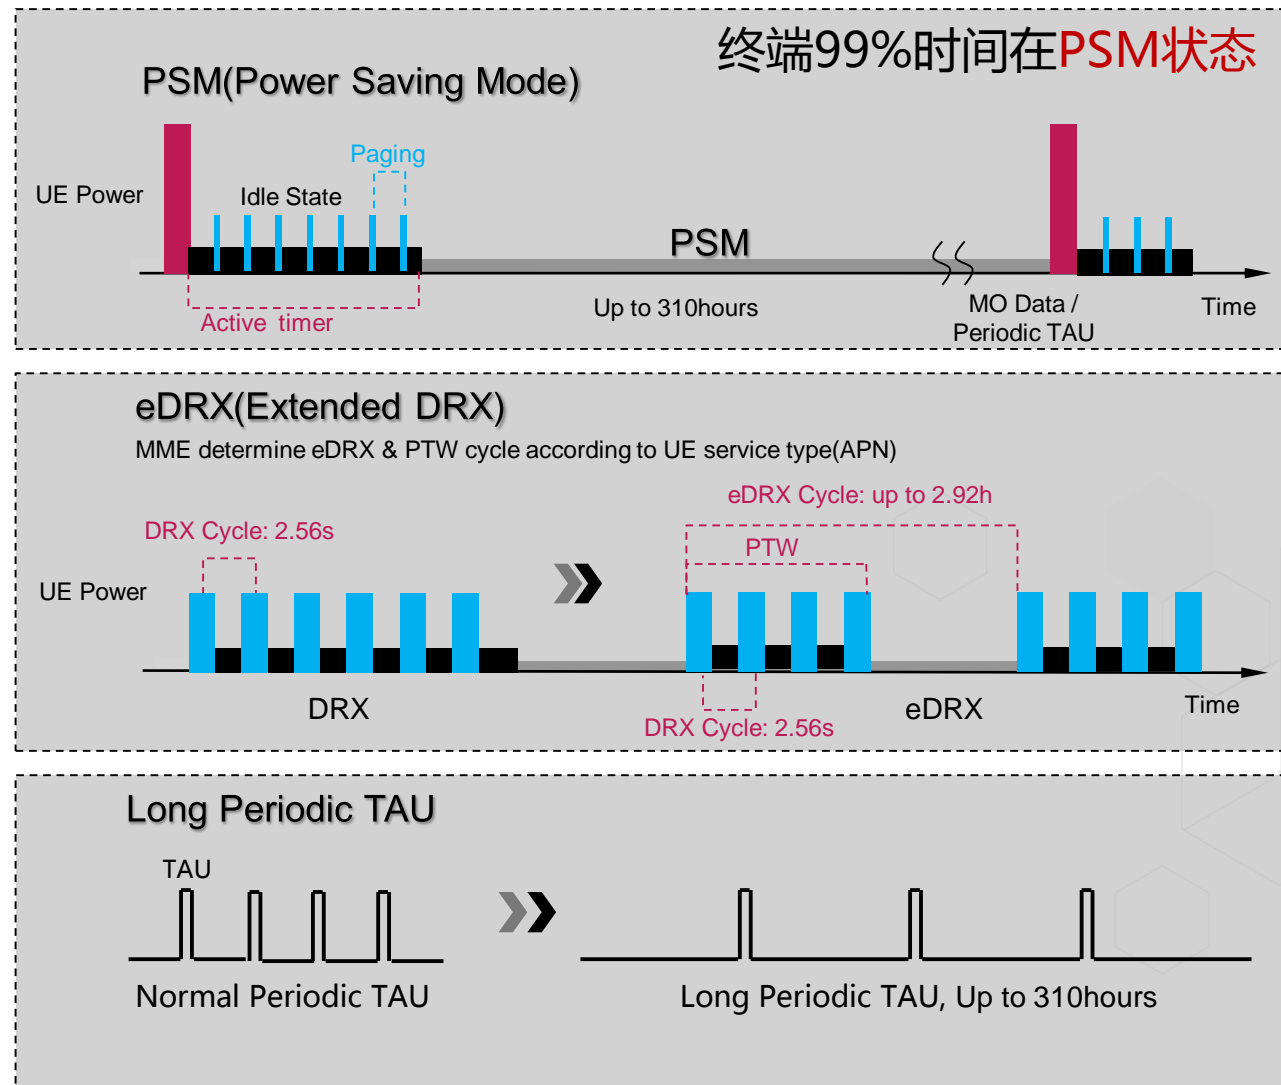 终端99%时间在PSM状态
PSM(Power Saving Mode)
Paging
UE Power
Idle State
PSM
Active timer
Up to 310hours
MO Data /
Periodic TAU
Time
eDRX(Extended DRX)
MME determine eDRX & PTW cycle according to UE service type(APN)
eDRX Cycle: up to 2.92h
DRX Cycle: 2.56s
PTW
UE Power
DRX
eDRX
Time
DRX Cycle: 2.56s
Long Periodic TAU
TAU
Normal Periodic TAU
Long Periodic TAU, Up to 310hours